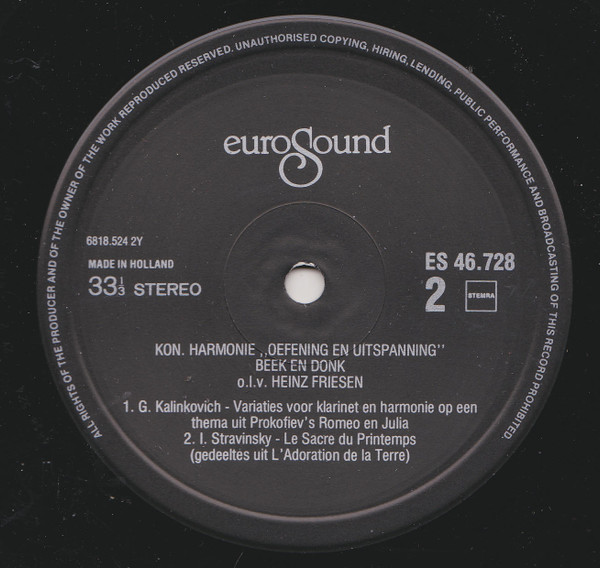 ALL RIGHTS OF THE PRODUCER AND OF THE OWNER OF THE WORK REPRODUCED RESERVED. UNAUTHORISED COPYING, HIRING, LENDING, PUBLIC PERFORMANCE AND BROADCASTING OF THIS RECORD PROHIBITED.
euroSound
6818.524 2Y
MADE IN HOLLAND
33⅓ STEREO
ES 46.728
2 STEMRA
KON. HARMONIE ,,OEFENING EN UITSPANNING''
BEEK EN DONK
o.l.v. HEINZ FRIESEN
1. G. Kalinkovich - Variaties voor klarinet en harmonie op een
thema uit Prokofiev's Romeo en Julia
2. I. Stravinsky - Le Sacre du Printemps
(gedeeltes uit L'Adoration de la Terre)